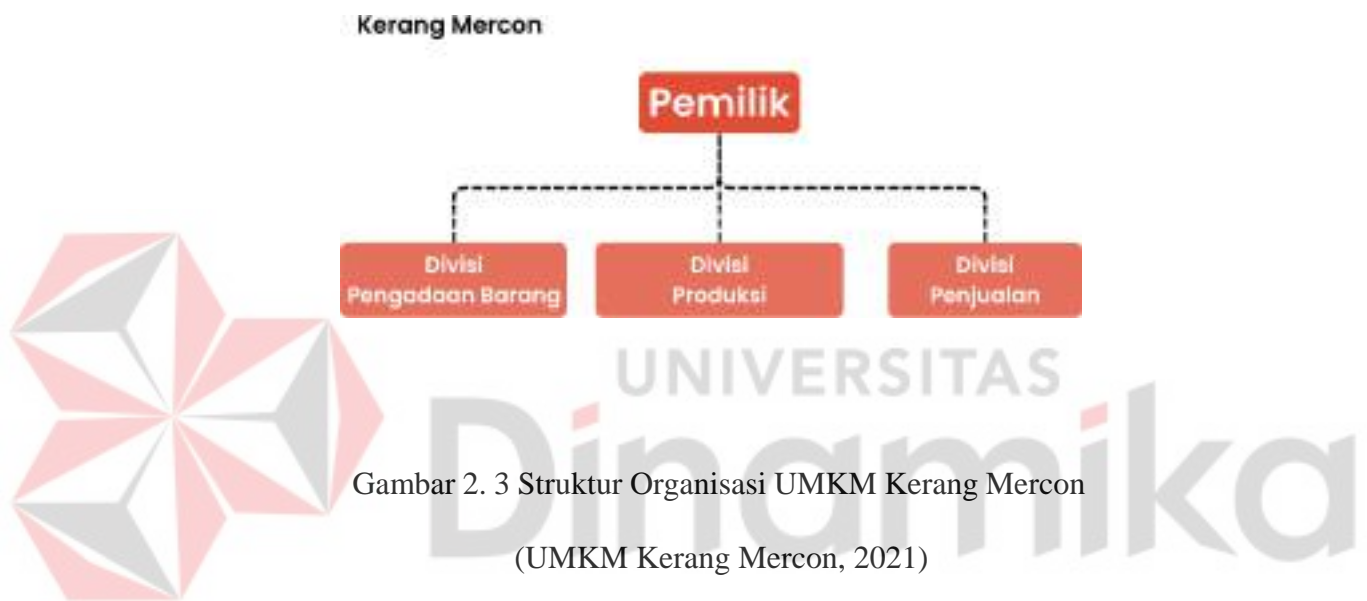 Kerang Mercon
Pemilik
Divisi
Pengadaan Barang
Divisi
Produksi
Divisi
Penjualan
UNIVERSITAS
Dinamika
Gambar 2. 3 Struktur Organisasi UMKM Kerang Mercon
(UMKM Kerang Mercon, 2021)